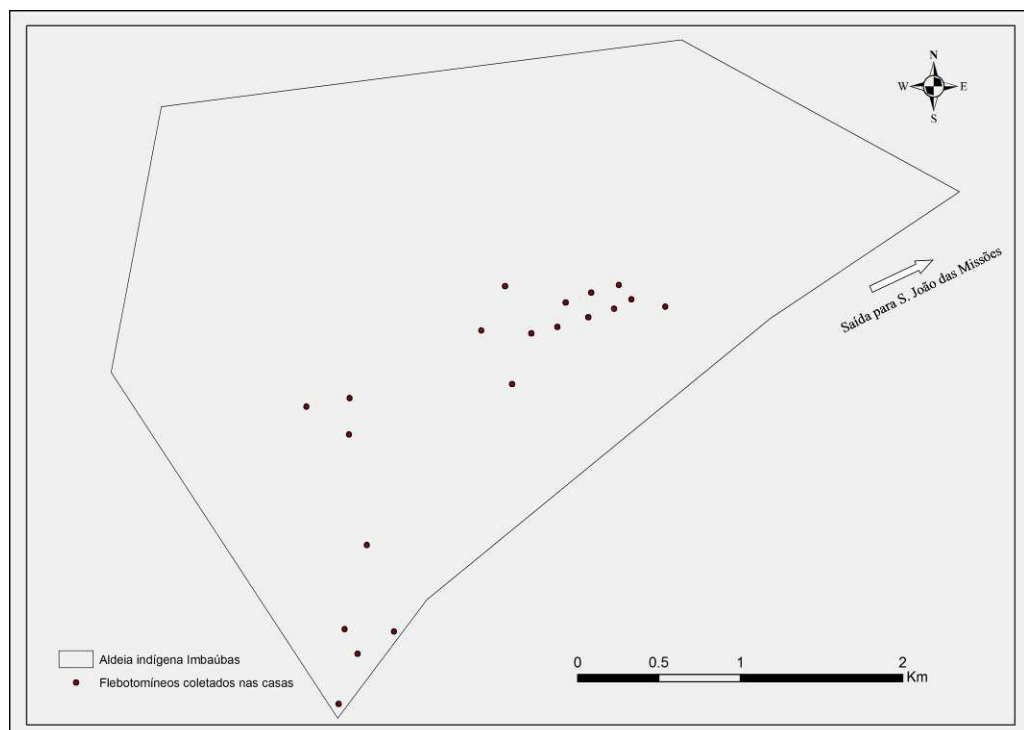 N
W E
S
Saída para S. João das Missões
Aldeia indígena Imbaúbas
Flebotomíneos coletados nas casas
0 0.5 1 2
Km